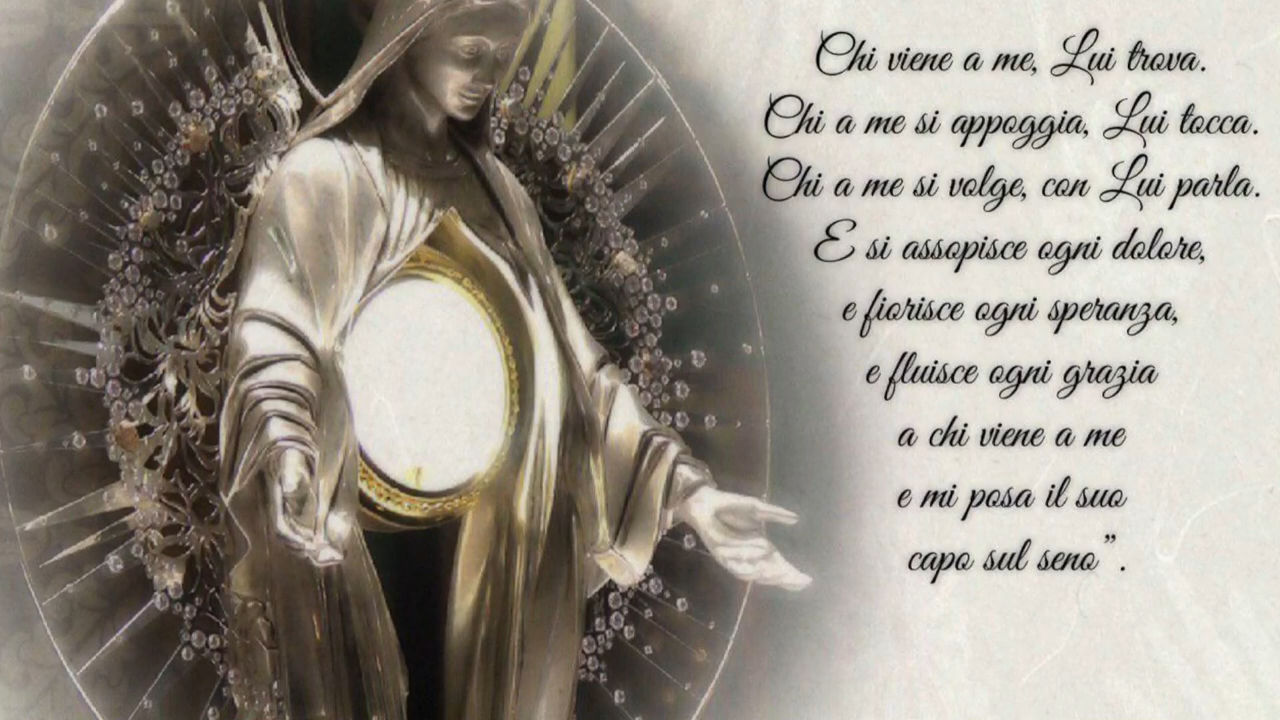 Chi viene a me, Lui trova.
Chi a me si appoggia, Lui tocca.
Chi a me si volge, con Lui parla.
E si assopisce ogni dolore,
e fiorisce ogni speranza,
e fluisce ogni grazia
a chi viene a me
e mi posa il suo
capo sul seno”.